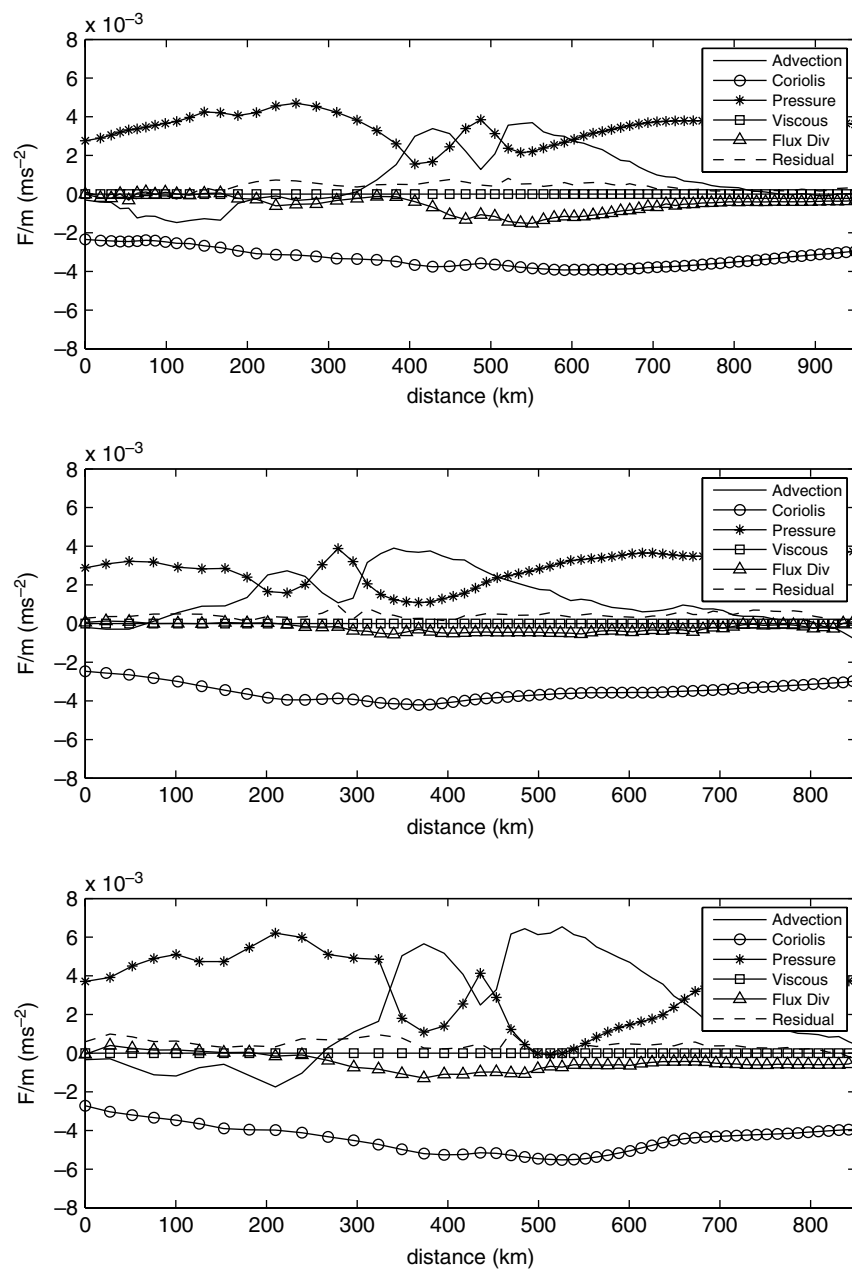 x 10−3
8
6
4
2
0
−2
−4
−6
−8
F/m (ms−2)
Advection
Coriolis
Pressure
Viscous
Flux Div
Residual
0 100 200 300 400 500 600 700 800 900
distance (km)
x 10−3
8
6
4
2
0
−2
−4
−6
−8
F/m (ms−2)
Advection
Coriolis
Pressure
Viscous
Flux Div
Residual
0 100 200 300 400 500 600 700 800
distance (km)
x 10−3
8
6
4
2
0
−2
−4
−6
−8
F/m (ms−2)
Advection
Coriolis
Pressure
Viscous
Flux Div
Residual
0 100 200 300 400 500 600 700 800
distance (km)